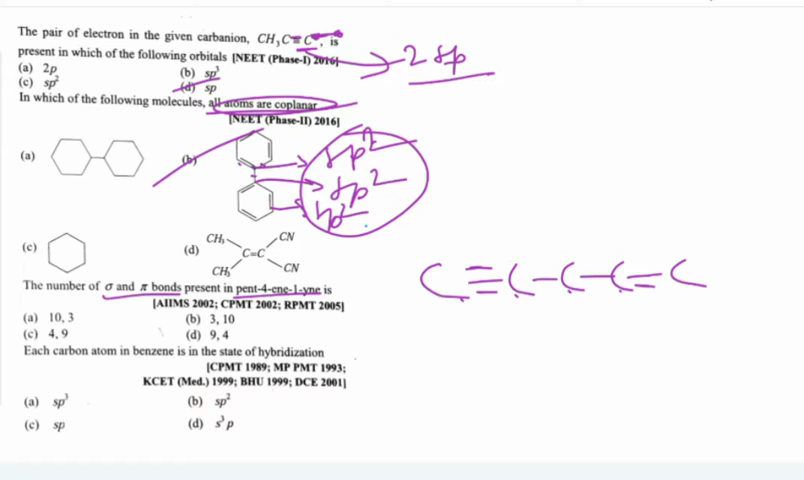 The pair of electron in the given carbanion, CH₃C≡C⁻, is
present in which of the following orbitals [NEET (Phase-I) 2016]
2 sp
(a) 2p (b) sp³
(c) sp² (d) sp
In which of the following molecules, all atoms are coplanar
[NEET (Phase-II) 2016]
(a) (b)
sp²
sp²
sp²
(c) (d) CH₃ CN
C=C
CH₃ CN
C≡C–C–C=C
The number of σ and π bonds present in pent-4-ene-1-yne is
[AIIMS 2002; CPMT 2002; RPMT 2005]
(a) 10, 3 (b) 3, 10
(c) 4, 9 (d) 9, 4
Each carbon atom in benzene is in the state of hybridization
[CPMT 1989; MP PMT 1993;
KCET (Med.) 1999; BHU 1999; DCE 2001]
(a) sp³ (b) sp²
(c) sp (d) s³p